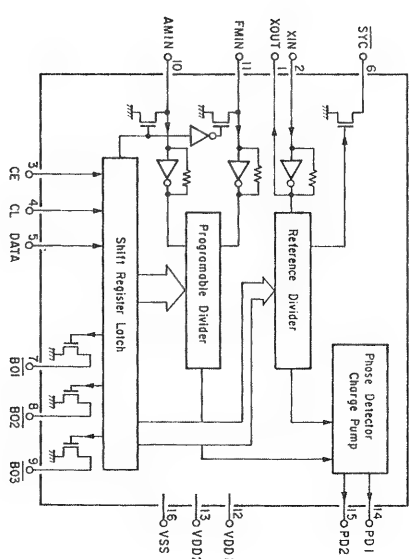 SYC 6
XIN 2
XOUT 1
FMIN 11
AMIN 10
Reference Divider
Phase Detector
Charge Pump
Programable Divider
Shift Register Latch
14 PD1
15 PD2
12 VDD
13 VDD2
16 VSS
CE 3
CL 4
DATA 5
BO1 7
BO2 8
BO3 9